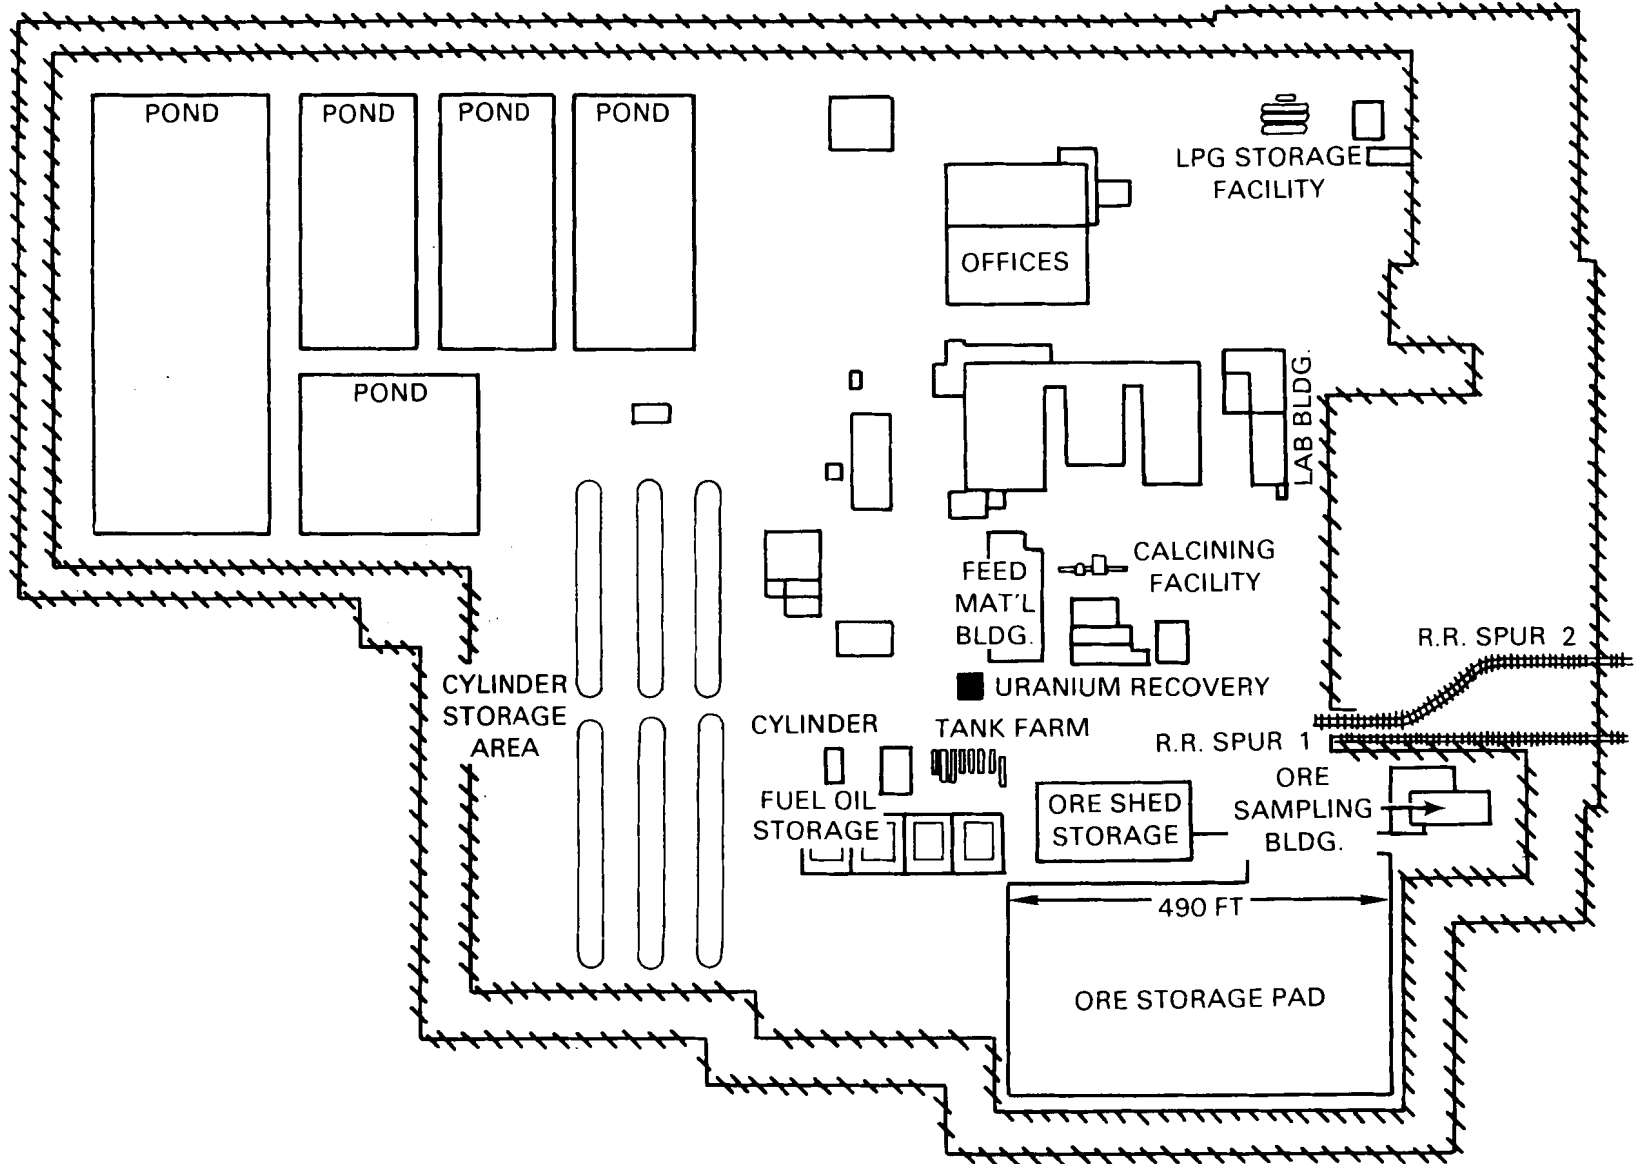 POND
POND
POND
POND
LPG STORAGE
FACILITY
OFFICES
POND
LAB BLDG.
CALCINING
FACILITY
FEED
MAT'L
BLDG.
R.R. SPUR 2
URANIUM RECOVERY
CYLINDER
STORAGE
AREA
CYLINDER
TANK FARM
R.R. SPUR 1
FUEL OIL
STORAGE
ORE SHED
STORAGE
ORE
SAMPLING
BLDG.
490 FT
ORE STORAGE PAD